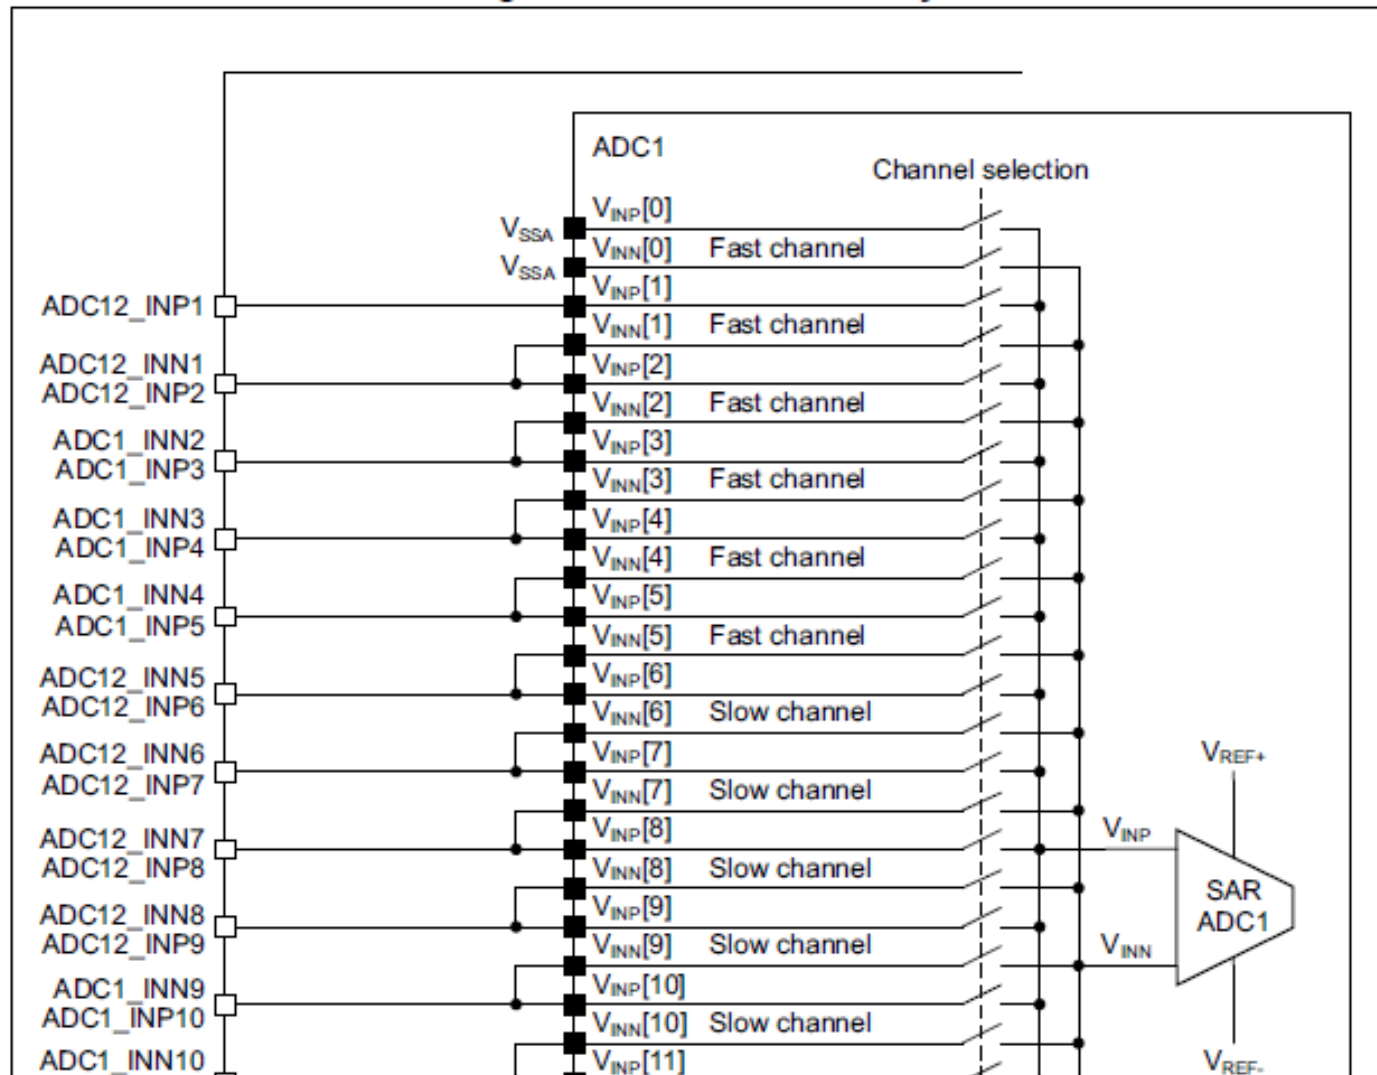 ADC1
Channel selection
VSSA VINP[0]
VINN[0] Fast channel
VSSA
ADC12_INP1 VINP[1]
VINN[1] Fast channel
ADC12_INN1
ADC12_INP2 VINP[2]
VINN[2] Fast channel
ADC1_INN2
ADC1_INP3 VINP[3]
VINN[3] Fast channel
ADC1_INN3
ADC1_INP4 VINP[4]
VINN[4] Fast channel
ADC1_INN4
ADC1_INP5 VINP[5]
VINN[5] Fast channel
ADC12_INN5
ADC12_INP6 VINP[6]
VINN[6] Slow channel
ADC12_INN6
ADC12_INP7 VINP[7]
VINN[7] Slow channel
ADC12_INN7
ADC12_INP8 VINP[8]
VINN[8] Slow channel
ADC12_INN8
ADC12_INP9 VINP[9]
VINN[9] Slow channel
ADC1_INN9
ADC1_INP10 VINP[10]
VINN[10] Slow channel
ADC1_INN10 VINP[11]
VREF+
VINP
SAR
ADC1
VINN
VREF-